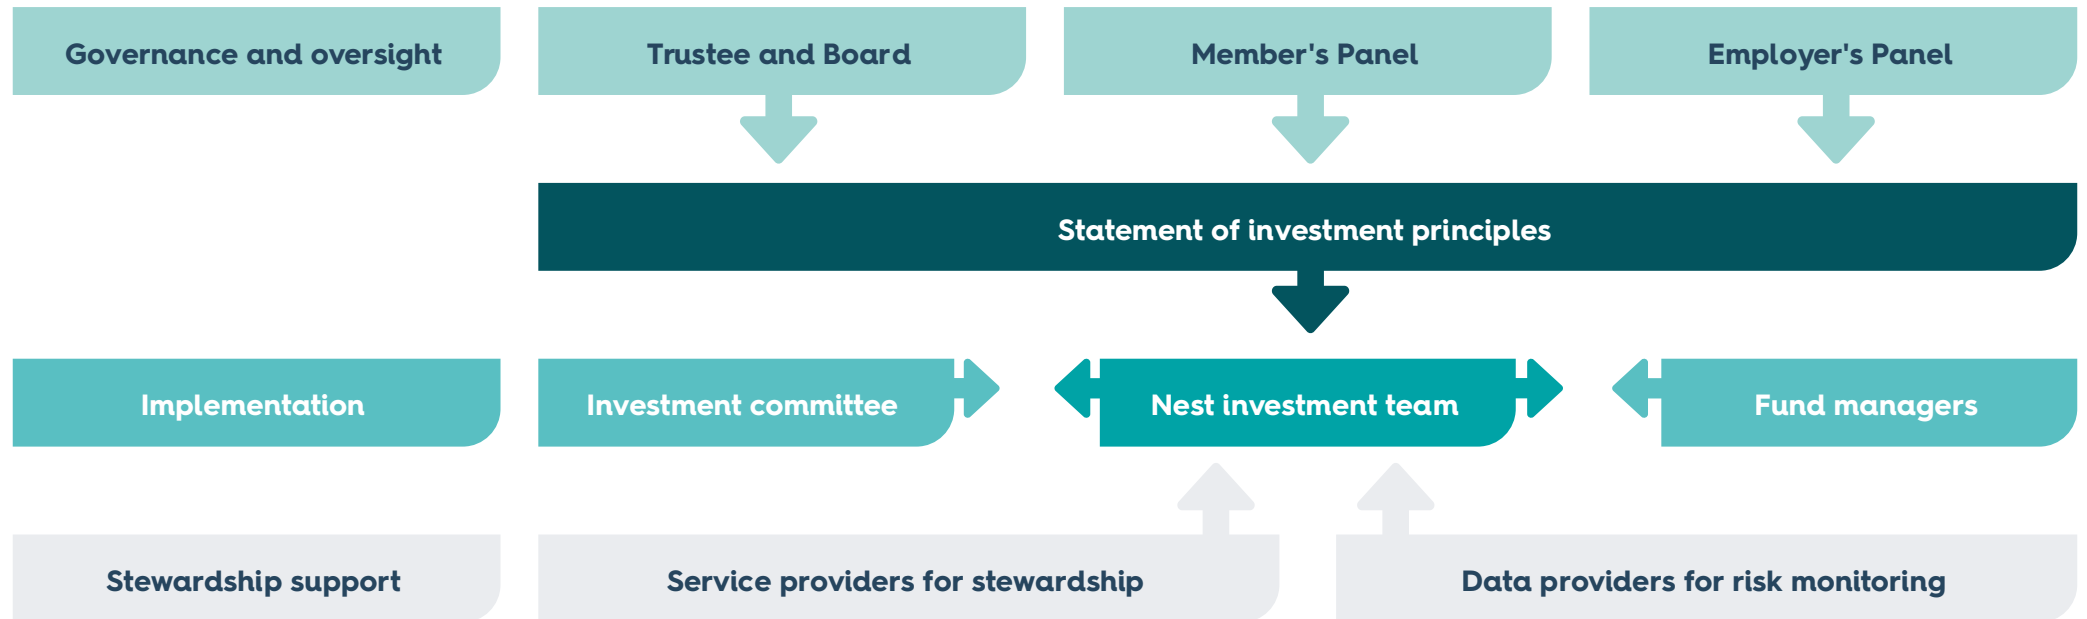 Governance and oversight
Trustee and Board
Member's Panel
Employer's Panel
Statement of investment principles
Implementation
Investment committee
Nest investment team
Fund managers
Stewardship support
Service providers for stewardship
Data providers for risk monitoring